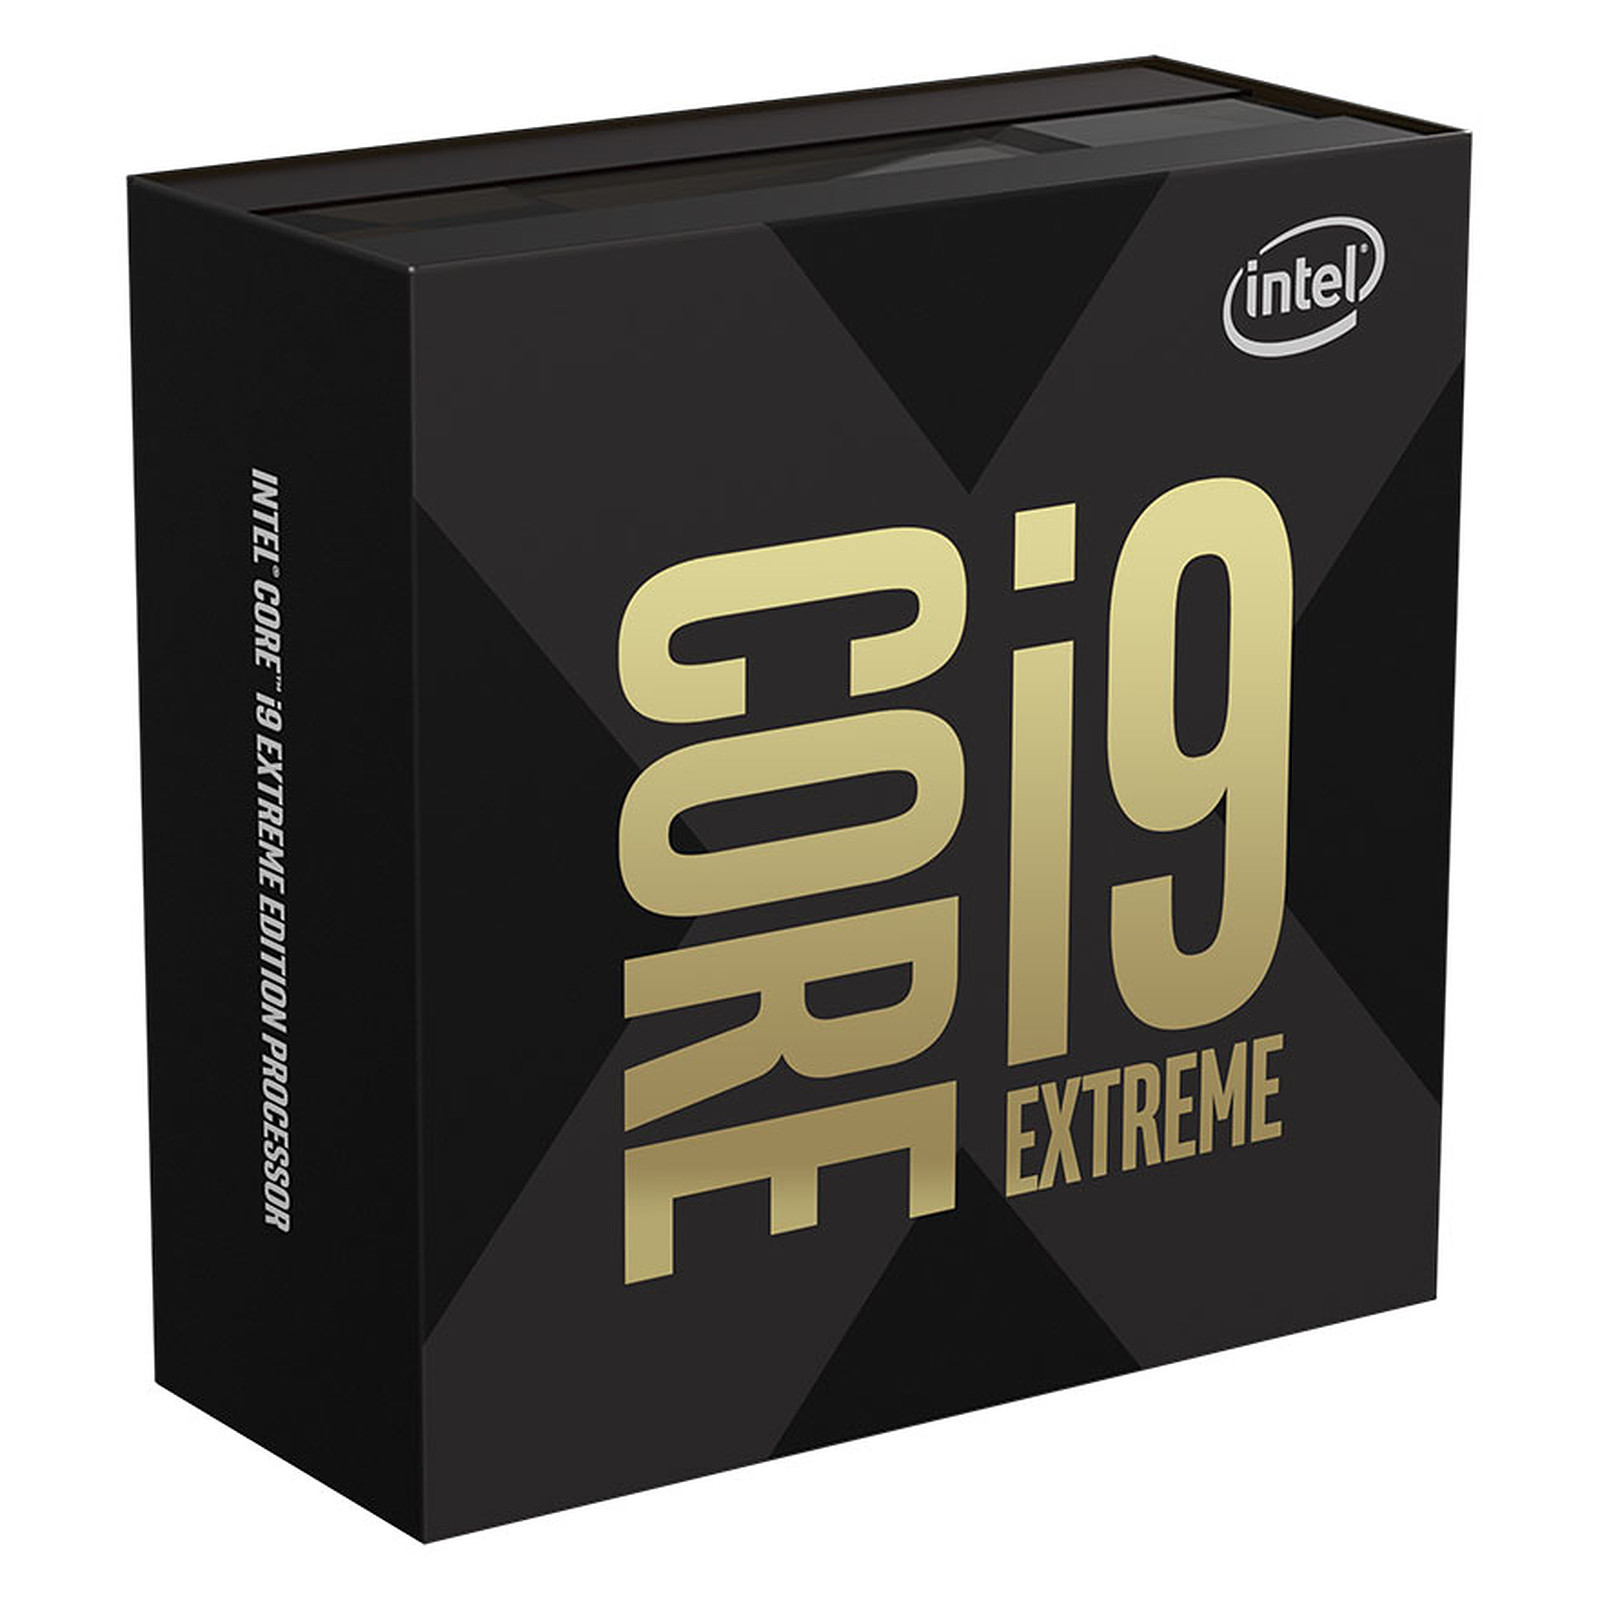 intel®
CORE
i9
EXTREME
INTEL® CORE™ i9 EXTREME EDITION PROCESSOR